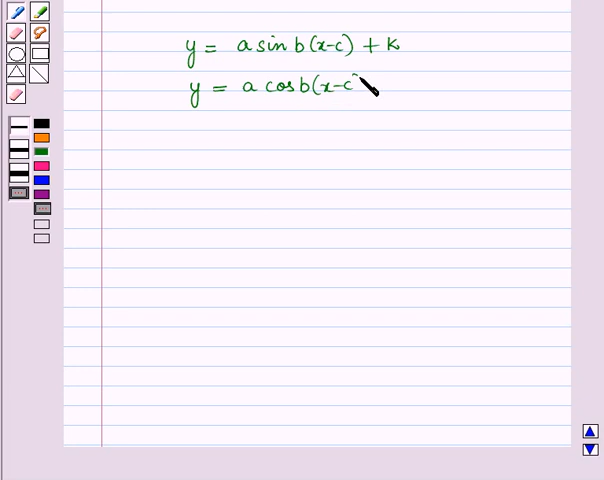 y = a sin b(x-c) + k
y = a cos b(x-c